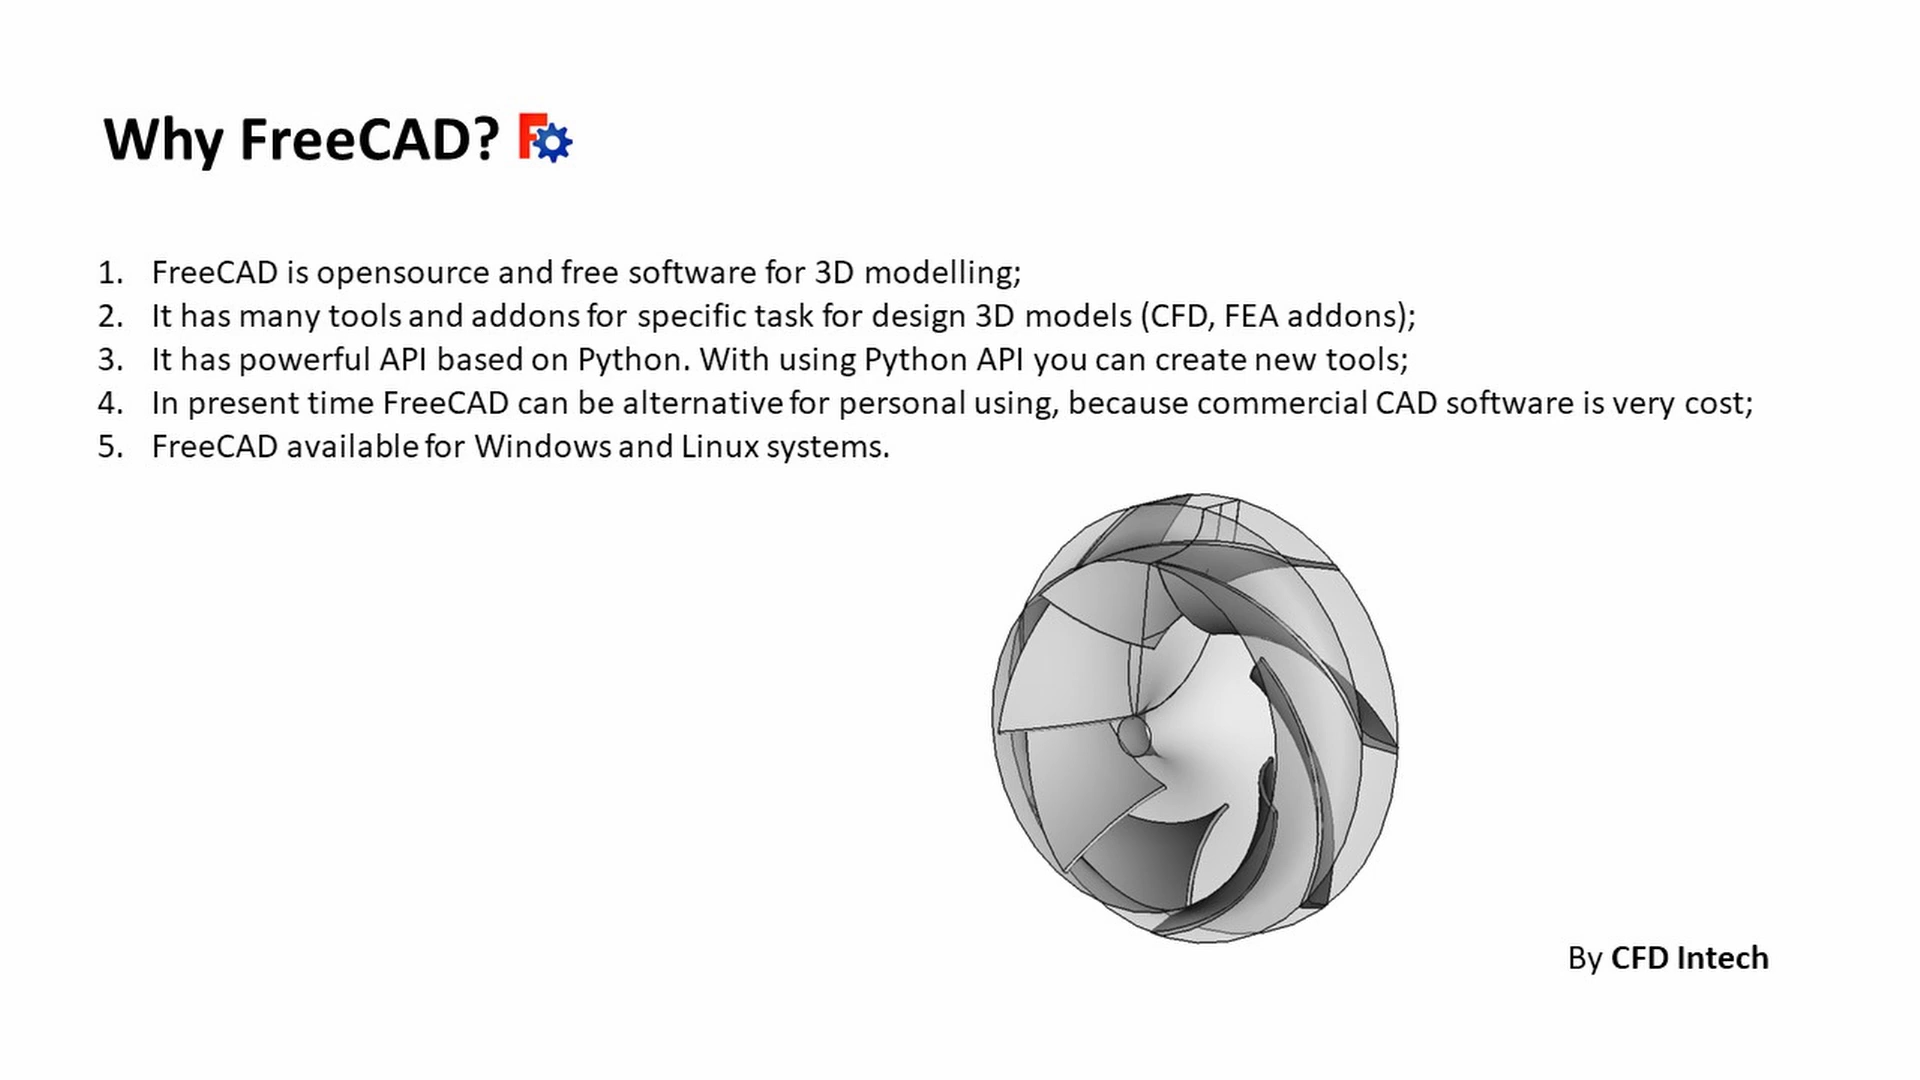 Why FreeCAD?
1. FreeCAD is opensource and free software for 3D modelling;
2. It has many tools and addons for specific task for design 3D models (CFD, FEA addons);
3. It has powerful API based on Python. With using Python API you can create new tools;
4. In present time FreeCAD can be alternative for personal using, because commercial CAD software is very cost;
5. FreeCAD available for Windows and Linux systems.
By CFD Intech